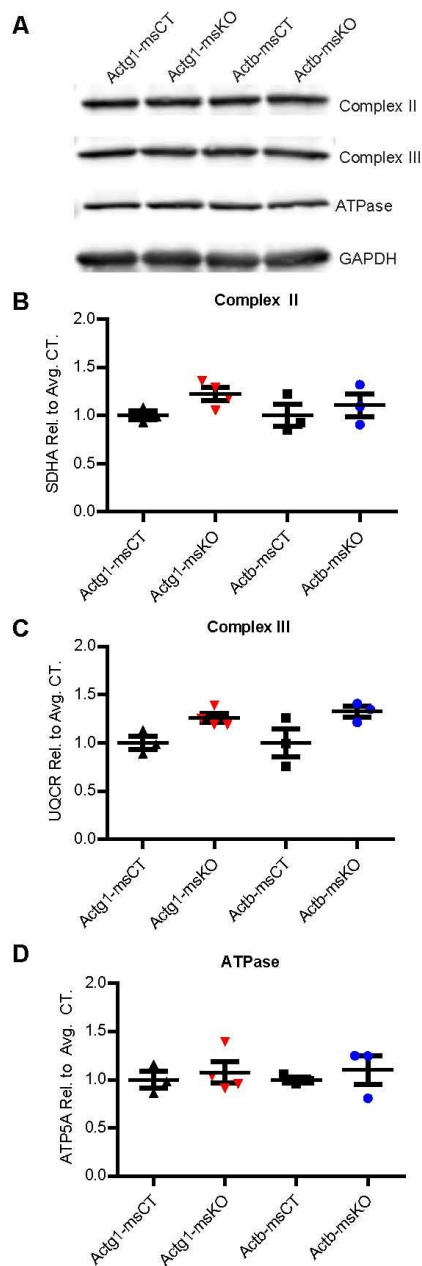 A
Actg1-msCT
Actg1-msKO
Actb-msCT
Actb-msKO
Complex II
Complex III
ATPase
GAPDH
B
Complex II
SDHA Rel. to Avg. CT.
2.0
1.5
1.0
0.5
0.0
Actg1-msCT
Actg1-msKO
Actb-msCT
Actb-msKO
C
Complex III
UQCR Rel. to Avg. CT.
2.0
1.5
1.0
0.5
0.0
Actg1-msCT
Actg1-msKO
Actb-msCT
Actb-msKO
D
ATPase
ATP5A Rel. to Avg. CT.
2.0
1.5
1.0
0.5
0.0
Actg1-msCT
Actg1-msKO
Actb-msCT
Actb-msKO